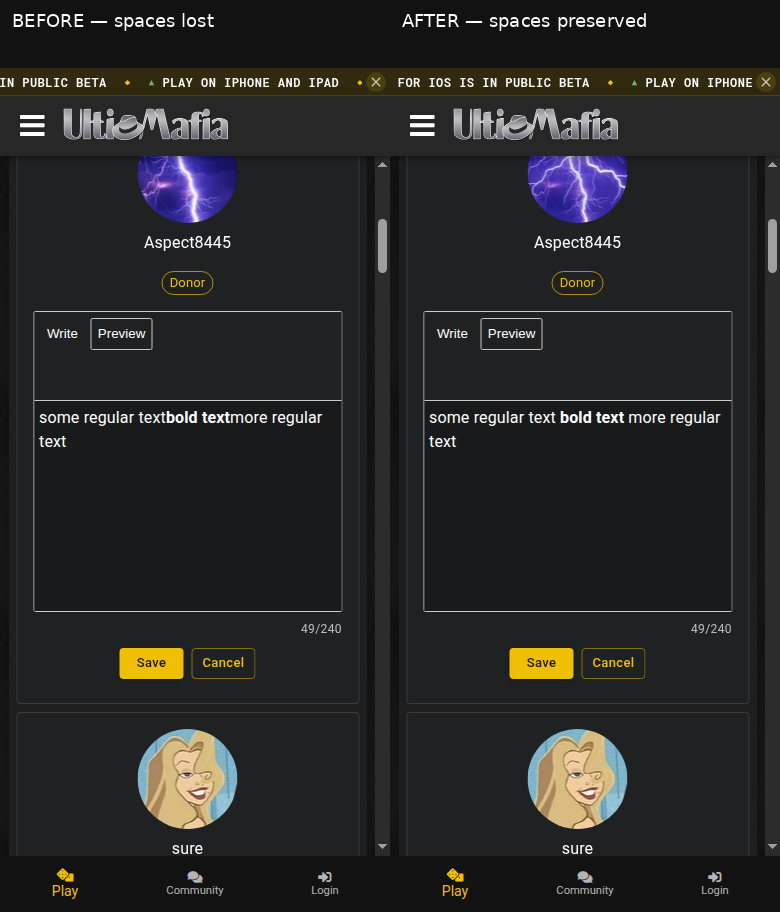 BEFORE — spaces lost
IN PUBLIC BETA ◆ ▲ PLAY ON IPHONE AND IPAD ◆ ✕
UltioMafia
Aspect8445
Donor
Write Preview
some regular textbold textmore regular
text
49/240
Save Cancel
sure
Play Community Login
AFTER — spaces preserved
FOR IOS IS IN PUBLIC BETA ◆ ▲ PLAY ON IPHONE ✕
UltioMafia
Aspect8445
Donor
Write Preview
some regular text bold text more regular
text
49/240
Save Cancel
sure
Play Community Login